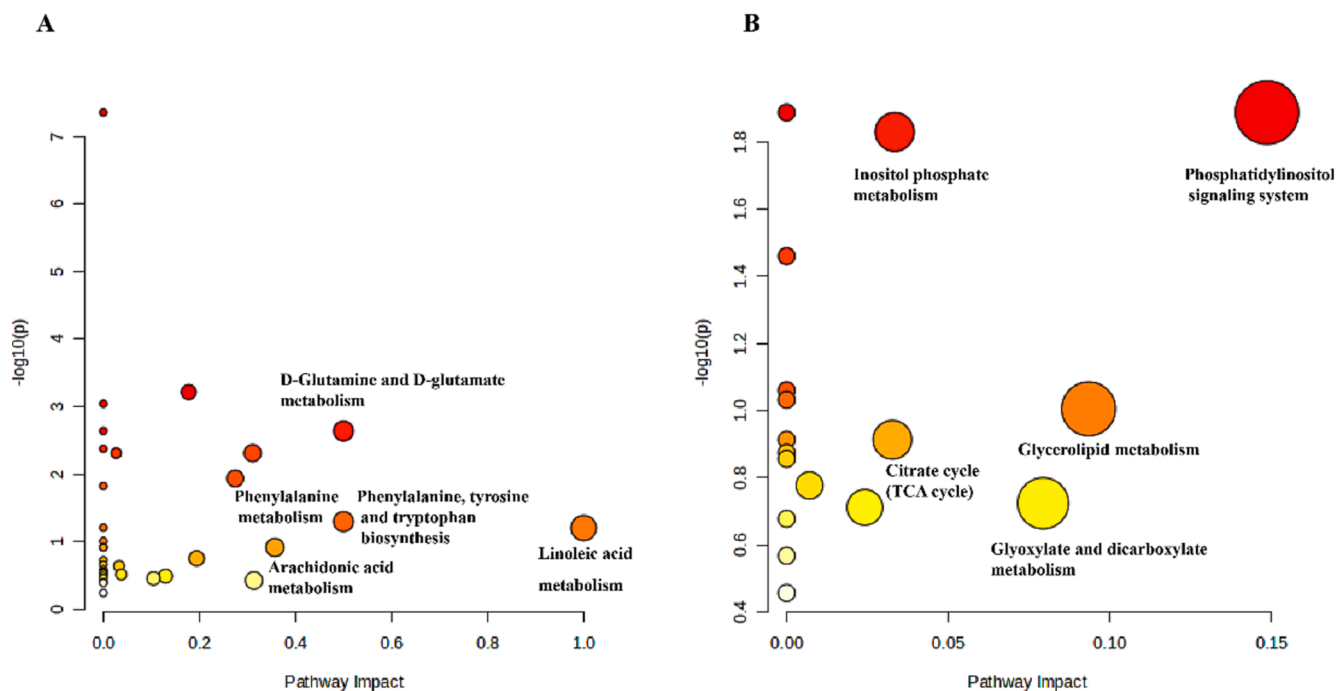 A
B
-log10(p)
7
6
5
4
3
2
1
0
D-Glutamine and D-glutamate
metabolism
Phenylalanine
metabolism
Phenylalanine, tyrosine
and tryptophan
biosynthesis
Arachidonic acid
metabolism
Linoleic acid
metabolism
0.0
0.2
0.4
0.6
0.8
1.0
Pathway Impact
-log10(p)
1.8
1.6
1.4
1.2
1.0
0.8
0.6
0.4
Inositol phosphate
metabolism
Phosphatidylinositol
signaling system
Glycerolipid metabolism
Citrate cycle
(TCA cycle)
Glyoxylate and dicarboxylate
metabolism
0.00
0.05
0.10
0.15
Pathway Impact